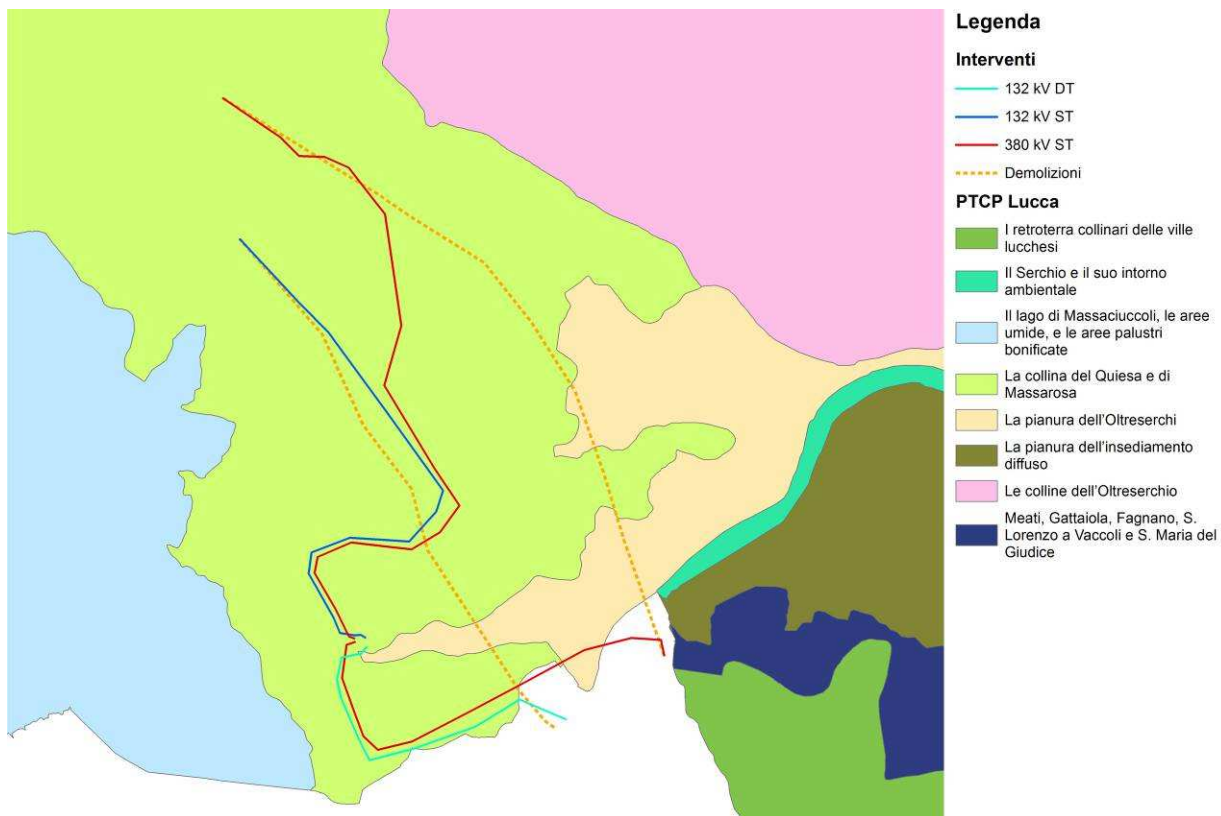 Legenda
Interventi
132 kV DT
132 kV ST
380 kV ST
Demolizioni
PTCP Lucca
I retroterra collinari delle ville
lucchesi
Il Serchio e il suo intorno
ambientale
Il lago di Massaciuccoli, le aree
umide, e le aree palustri
bonificate
La collina del Quiesa e di
Massarosa
La pianura dell'Oltreserchi
La pianura dell'insediamento
diffuso
Le colline dell'Oltreserchio
Meati, Gattaiola, Fagnano, S.
Lorenzo a Vaccoli e S. Maria del
Giudice